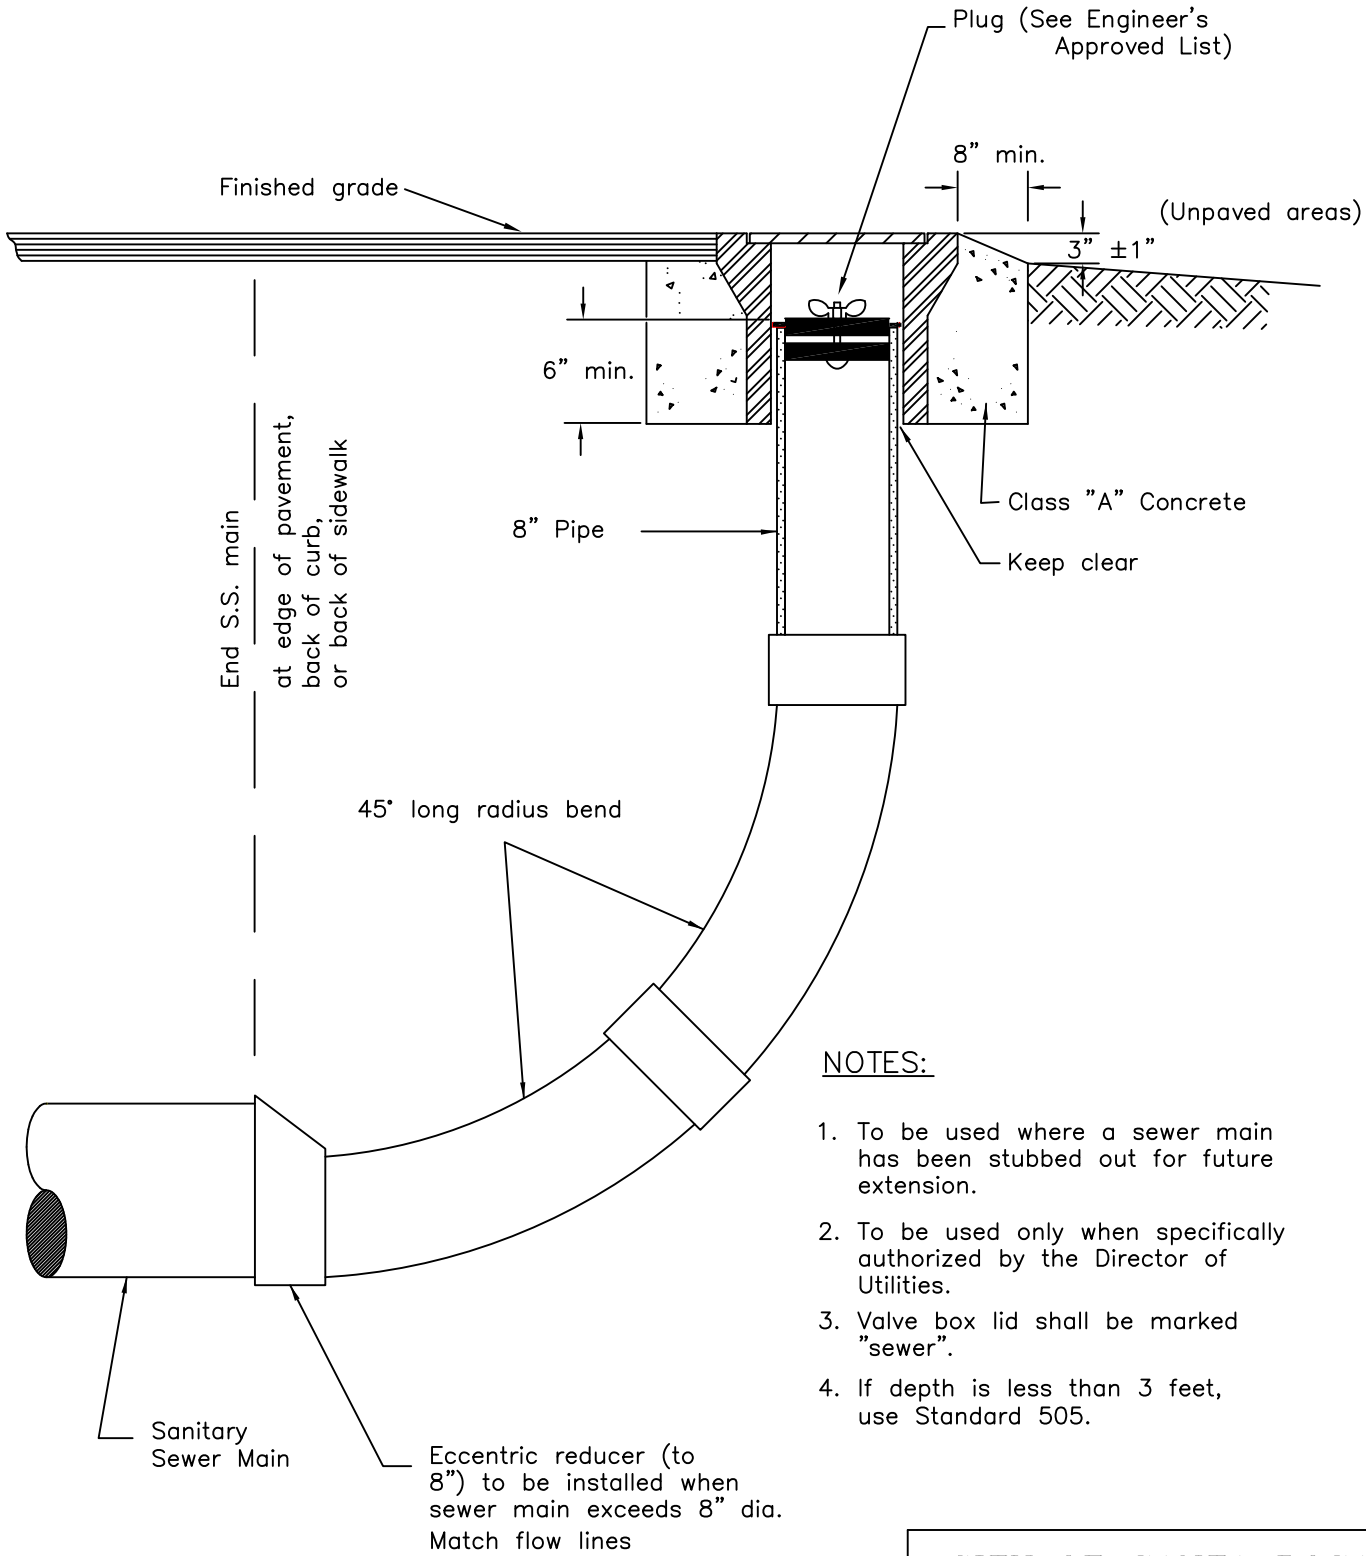 Plug (See Engineer's
Approved List)
8" min.
Finished grade
(Unpaved areas)
3" ±1"
6" min.
End S.S. main
at edge of pavement,
back of curb,
or back of sidewalk
8" Pipe
Class "A" Concrete
Keep clear
45° long radius bend
NOTES:
1. To be used where a sewer main
has been stubbed out for future
extension.
2. To be used only when specifically
authorized by the Director of
Utilities.
3. Valve box lid shall be marked
"sewer".
4. If depth is less than 3 feet,
use Standard 505.
Sanitary
Sewer Main
Eccentric reducer (to
8") to be installed when
sewer main exceeds 8" dia.
Match flow lines